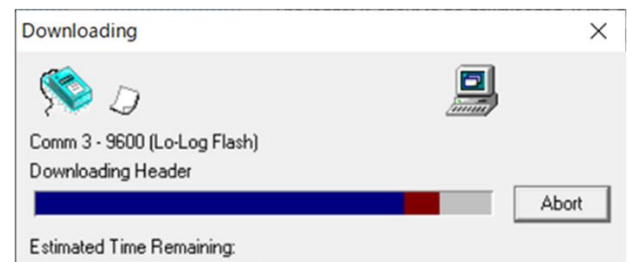 Downloading
Comm 3 - 9600 (Lo-Log Flash)
Downloading Header
Abort
Estimated Time Remaining: